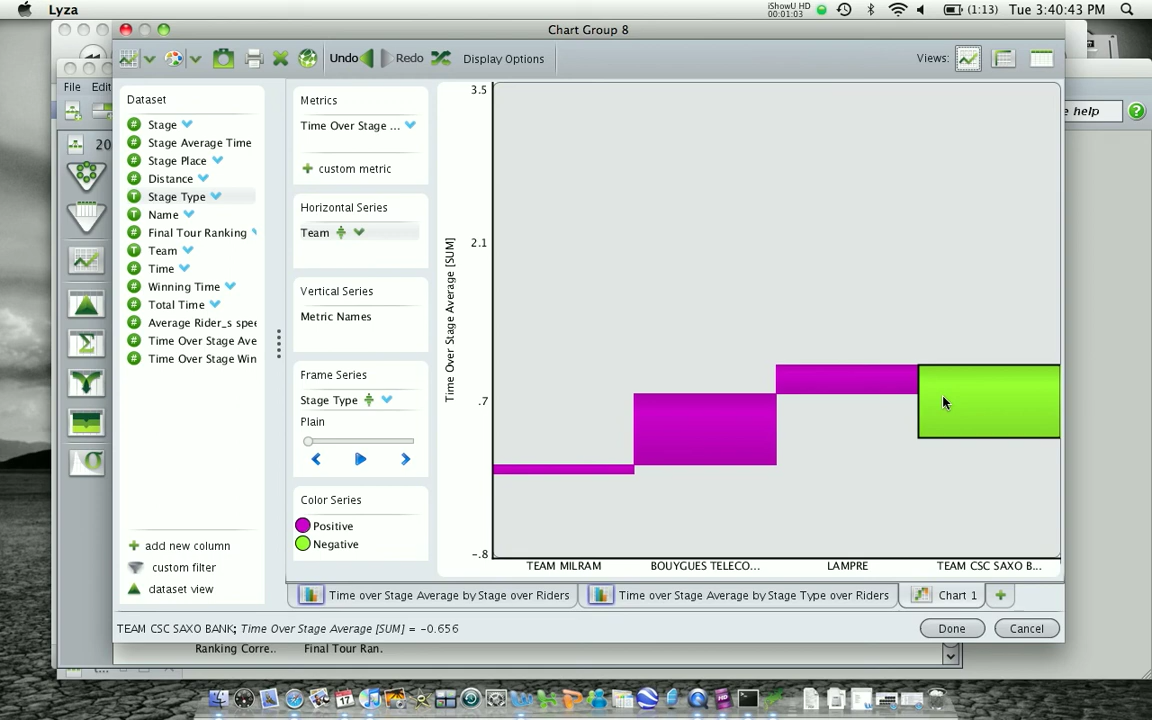 Lyza
iShowU HD
00:01:03
(1:13) Tue 3:40:43 PM
Chart Group 8
Undo Redo Display Options
Views:
File Edit
e help
20
Dataset
Stage
Stage Average Time
Stage Place
Distance
Stage Type
Name
Final Tour Ranking
Team
Time
Winning Time
Total Time
Average Rider_s spee
Time Over Stage Ave
Time Over Stage Win
add new column
custom filter
dataset view
Metrics
Time Over Stage ...
custom metric
Horizontal Series
Team
Vertical Series
Metric Names
Frame Series
Stage Type
Plain
Color Series
Positive
Negative
Time Over Stage Average [SUM]
3.5
2.1
.7
-.8
TEAM MILRAM BOUYGUES TELECO... LAMPRE TEAM CSC SAXO B...
Time over Stage Average by Stage over Riders Time over Stage Average by Stage Type over Riders Chart 1
TEAM CSC SAXO BANK; Time Over Stage Average [SUM] = -0.656
Done Cancel
Ranking Corre.. Final Tour Ran.
17